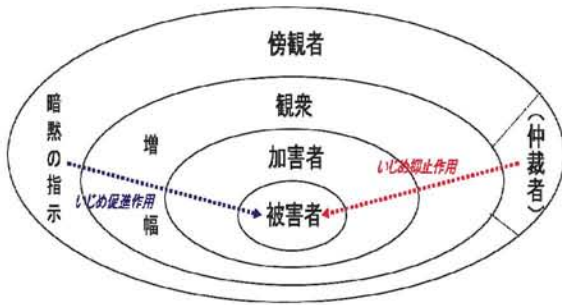 傍観者
観衆
暗黙の指示
増
幅
加害者
(仲裁者)
いじめ抑止作用
いじめ促進作用
被害者